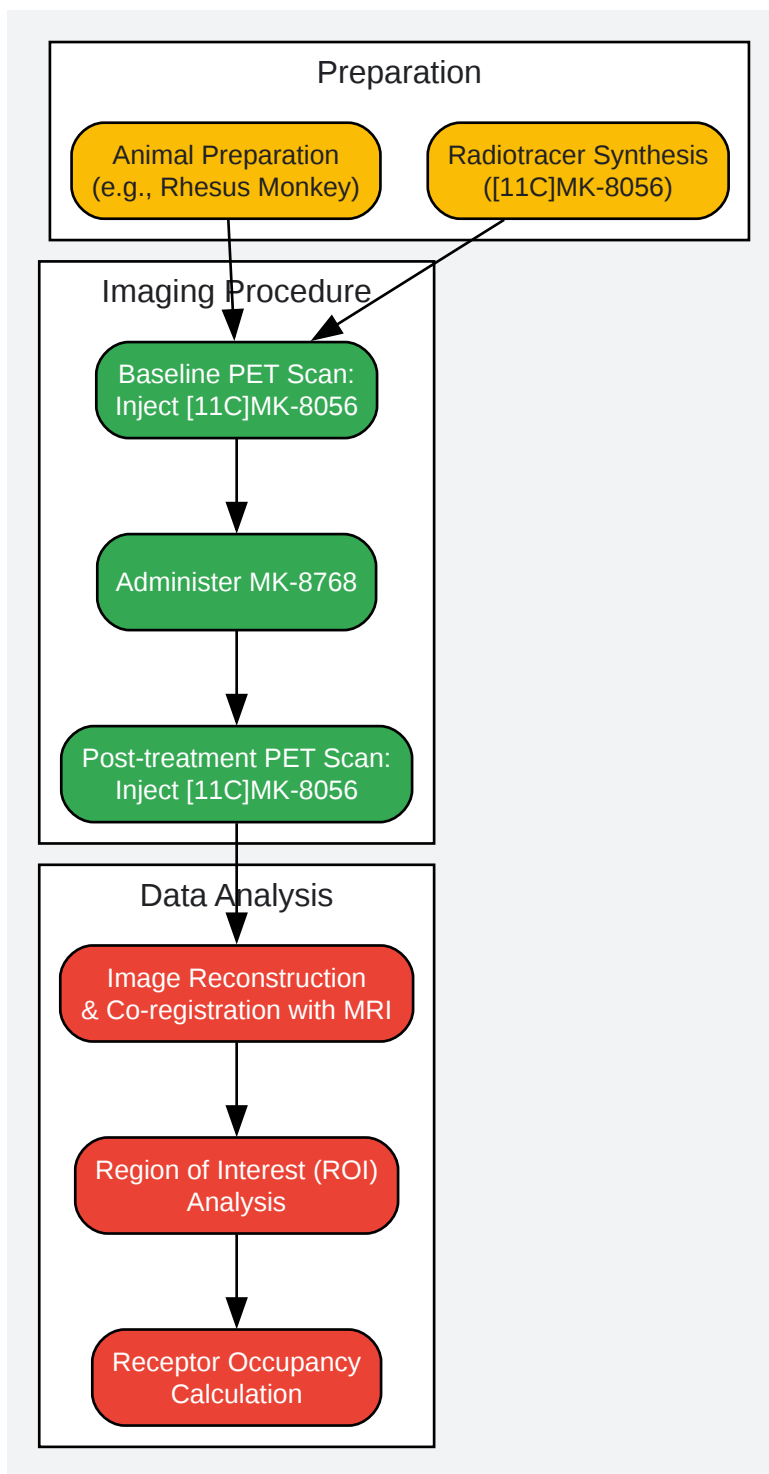 Preparation
Animal Preparation
(e.g., Rhesus Monkey)
Radiotracer Synthesis
([11C]MK-8056)
Imaging Procedure
Baseline PET Scan:
Inject [11C]MK-8056
Administer MK-8768
Post-treatment PET Scan:
Inject [11C]MK-8056
Data Analysis
Image Reconstruction
& Co-registration with MRI
Region of Interest (ROI)
Analysis
Receptor Occupancy
Calculation